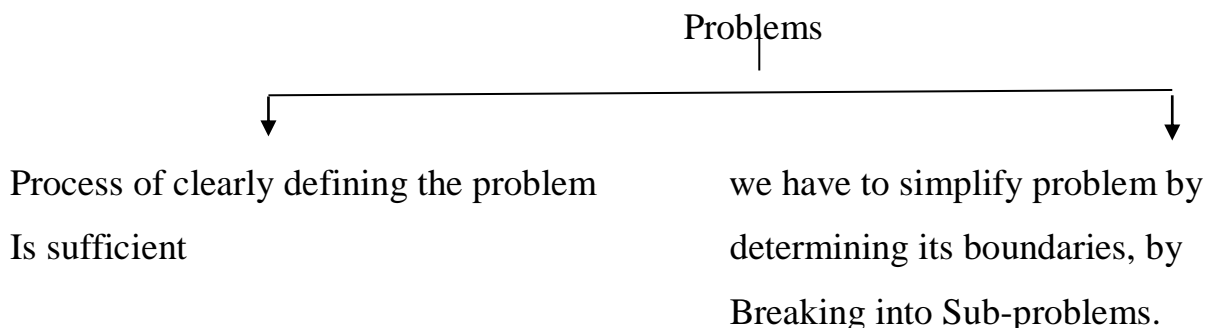 Problems
Process of clearly defining the problem
Is sufficient
we have to simplify problem by
determining its boundaries, by
Breaking into Sub-problems.